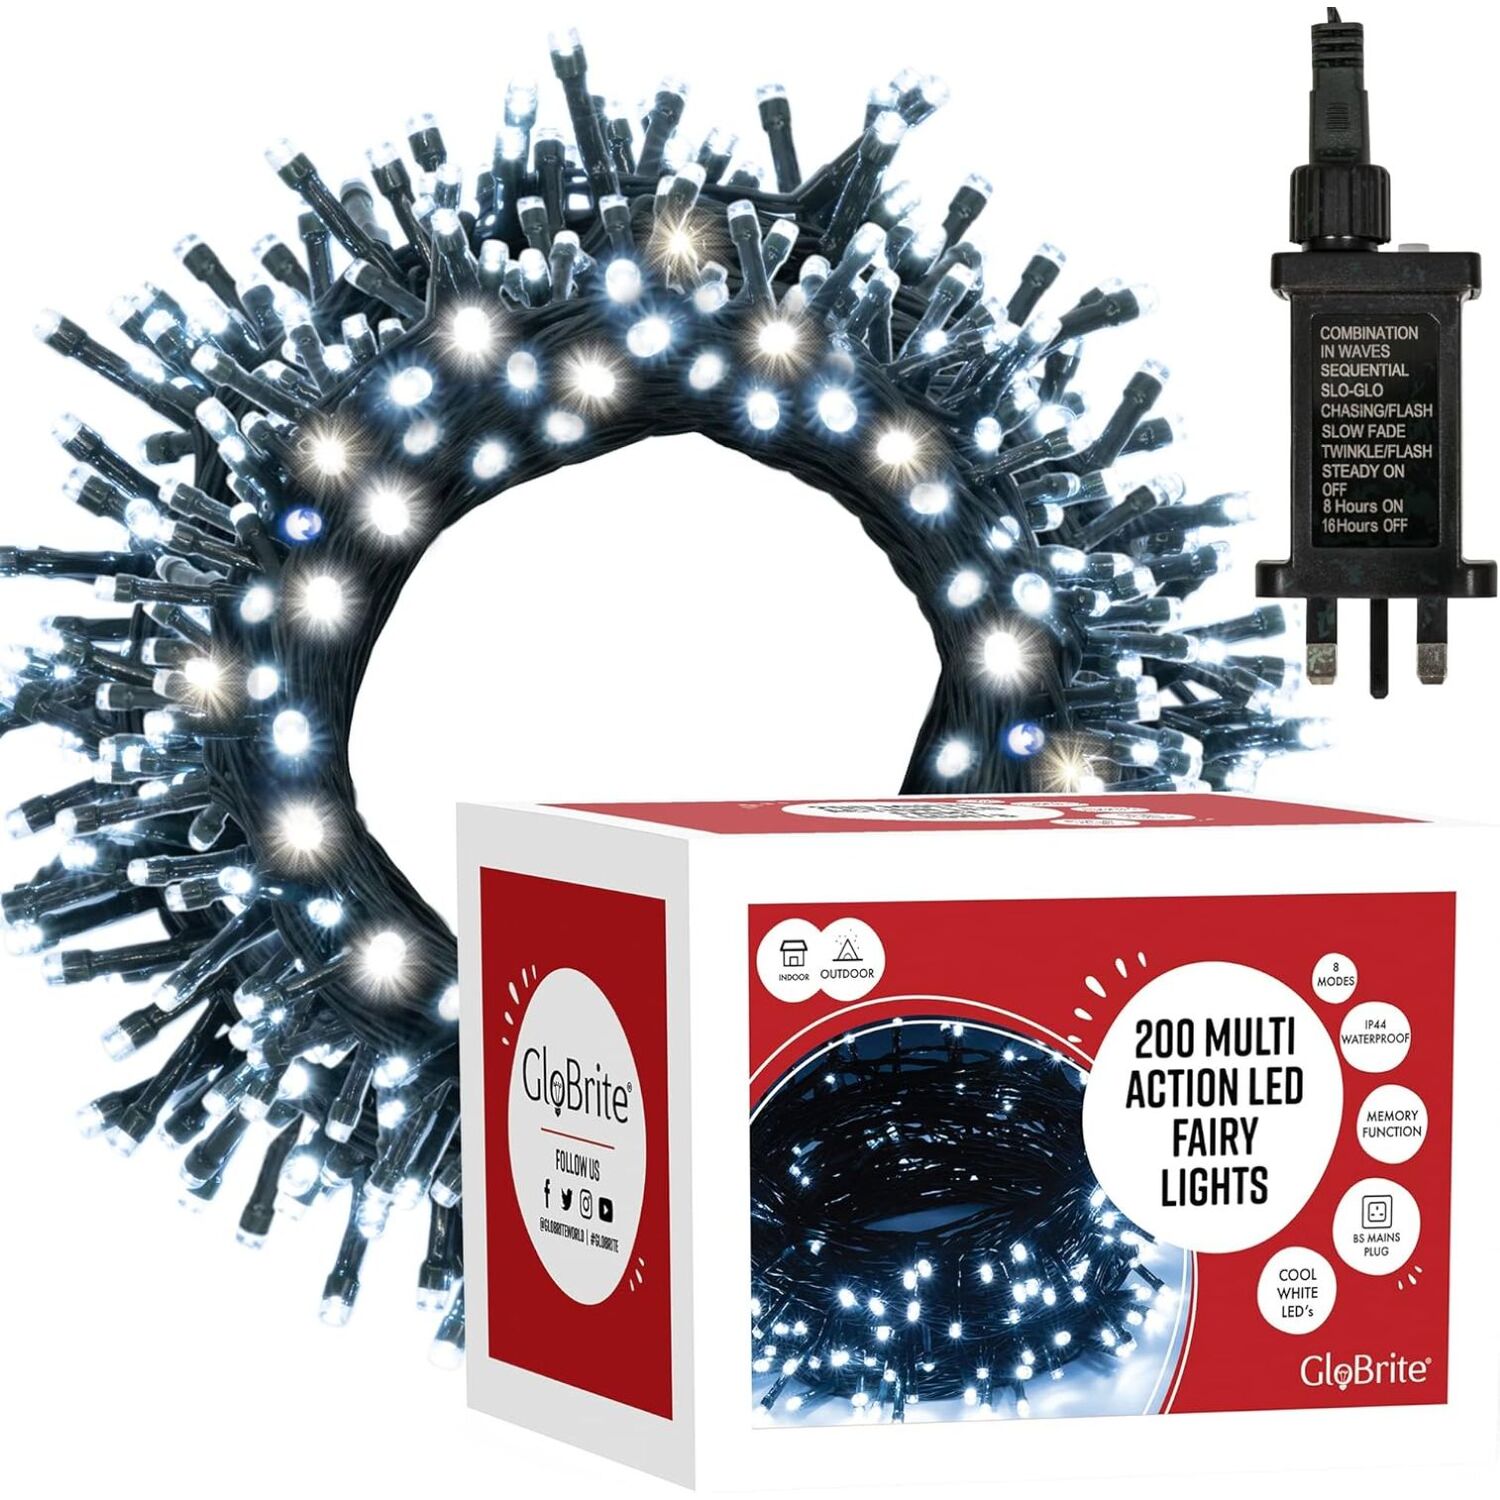 COMBINATION
IN WAVES
SEQUENTIAL
SLO-GLO
CHASING/FLASH
SLOW FADE
TWINKLE/FLASH
STEADY ON
OFF
8 Hours ON
16Hours OFF
INDOOR
OUTDOOR
200 MULTI
ACTION LED
FAIRY
LIGHTS
8
MODES
IP44
WATERPROOF
MEMORY
FUNCTION
BS MAINS
PLUG
COOL
WHITE
LED's
GloBrite®
GloBrite®
FOLLOW US
@GLOBRITEWORLD | #GLOBRITE